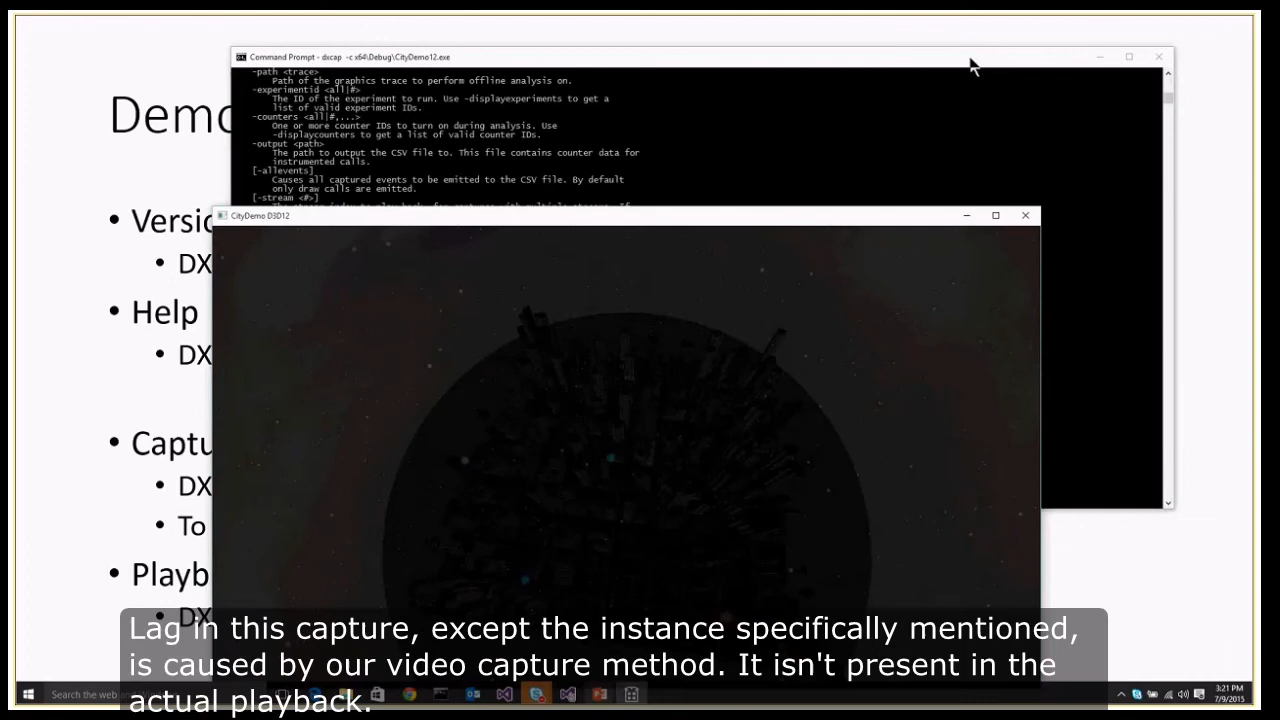 Command Prompt - dxcap -c x64\Debug\CityDemo12.exe
-path <trace>
Path of the graphics trace to perform offline analysis on.
-experimentid <all|#>
The ID of the experiment to run. Use -displayexperiments to get a
list of valid experiment IDs.
Demo
-counters <all|#,...>
One or more counter IDs to turn on during analysis. Use
-displaycounters to get a list of valid counter IDs.
-output <path>
The path to output the CSV file to. This file contains counter data for
instrumented calls.
[-allevents]
Causes all captured events to be emitted to the CSV file. By default
only draw calls are emitted.
[-stream <#>]
CityDemo D3D12
• Versio
• DX
• Help
• DX
• Captu
• DX
• To
• Playb
• DX
Lag in this capture, except the instance specifically mentioned,
is caused by our video capture method. It isn't present in the
actual playback.
Search the web and Windows
3:21 PM
7/9/2015